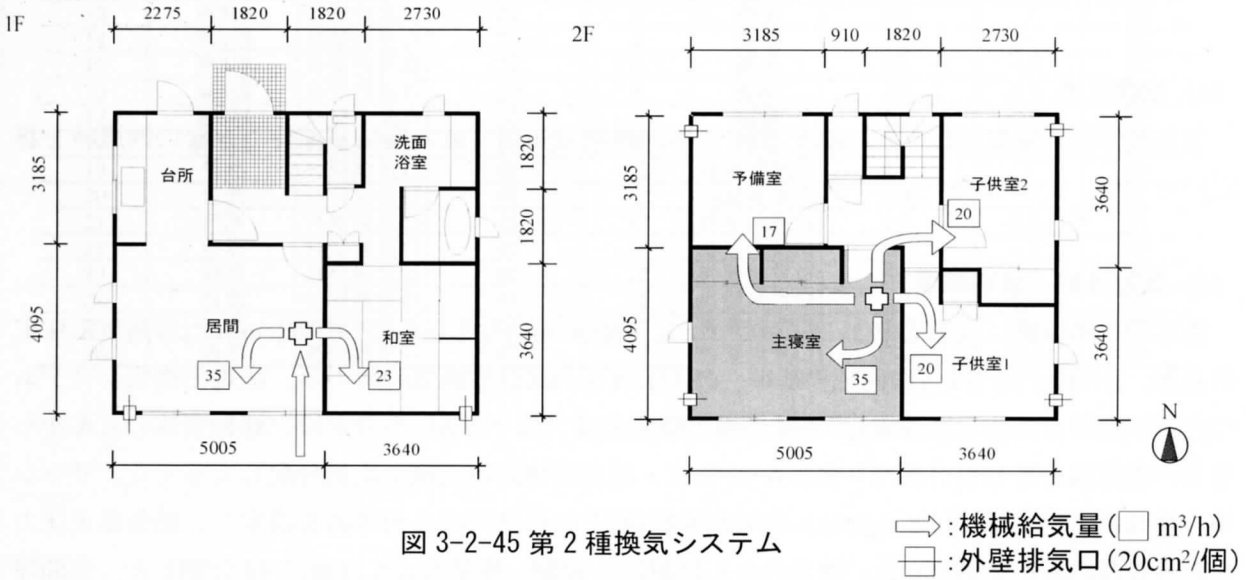 1F
2275 1820 1820 2730
3185
4095
台所
洗面
浴室
1820
1820
3640
居間
和室
35
23
5005 3640
2F
3185 910 1820 2730
3185
4095
予備室
子供室2
17
20
主寝室
子供室1
35
20
3640
3640
5005 3640
N
図 3-2-45 第 2 種換気システム
:機械給気量(□ m³/h)
:外壁排気口(20cm²/個)